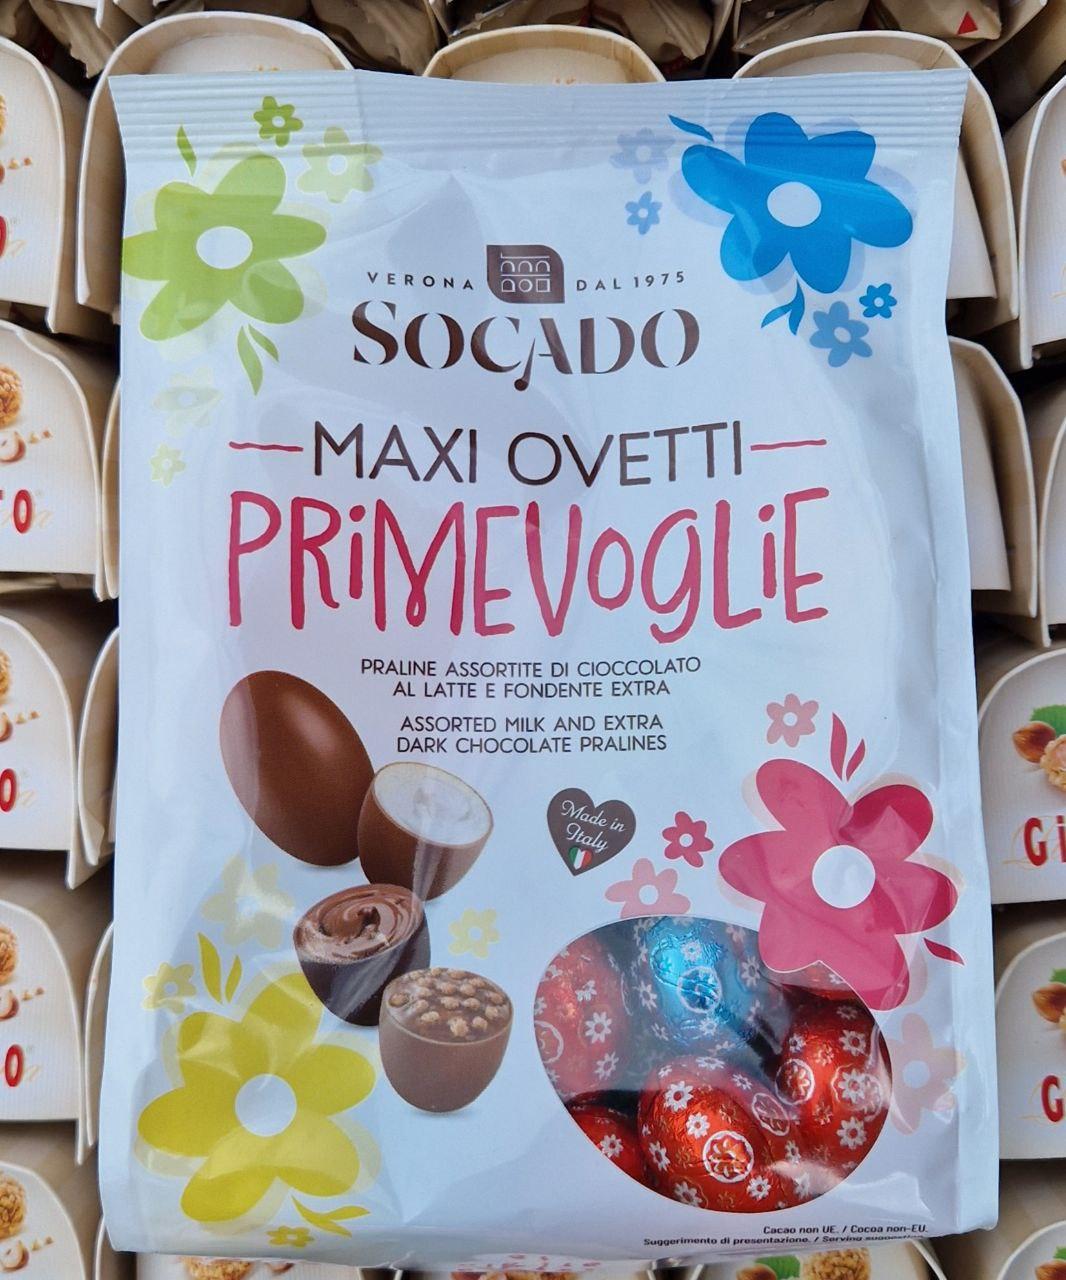 VERONA DAL 1975
SOCADO
MAXI OVETTI
PRiMEVOGLiE
PRALINE ASSORTITE DI CIOCCOLATO
AL LATTE E FONDENTE EXTRA
ASSORTED MILK AND EXTRA
DARK CHOCOLATE PRALINES
Made in
Italy
Cacao non UE. / Cocoa non-EU.
Suggerimento di presentazione. / Serving suggestion.